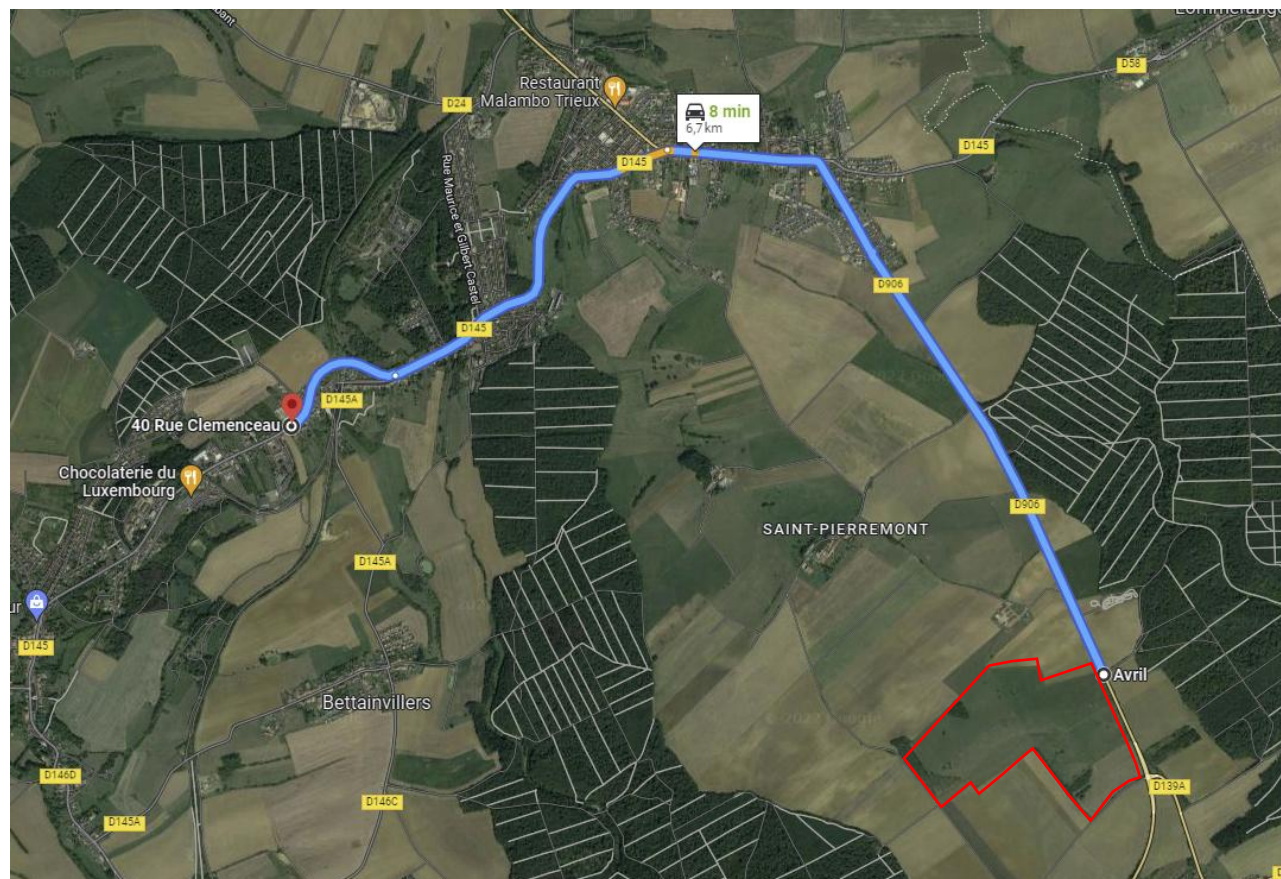 D58
D24
Restaurant
Malambo Trieux
8 min
6,7 km
D145
D145
Rue Maurice et Gilbert Castel
D906
D145
D145A
40 Rue Clemenceau
Chocolaterie du
Luxembourg
D906
SAINT-PIERREMONT
D145A
ur
D145
Avril
Bettainvillers
D146D
D139A
D146C
D145A